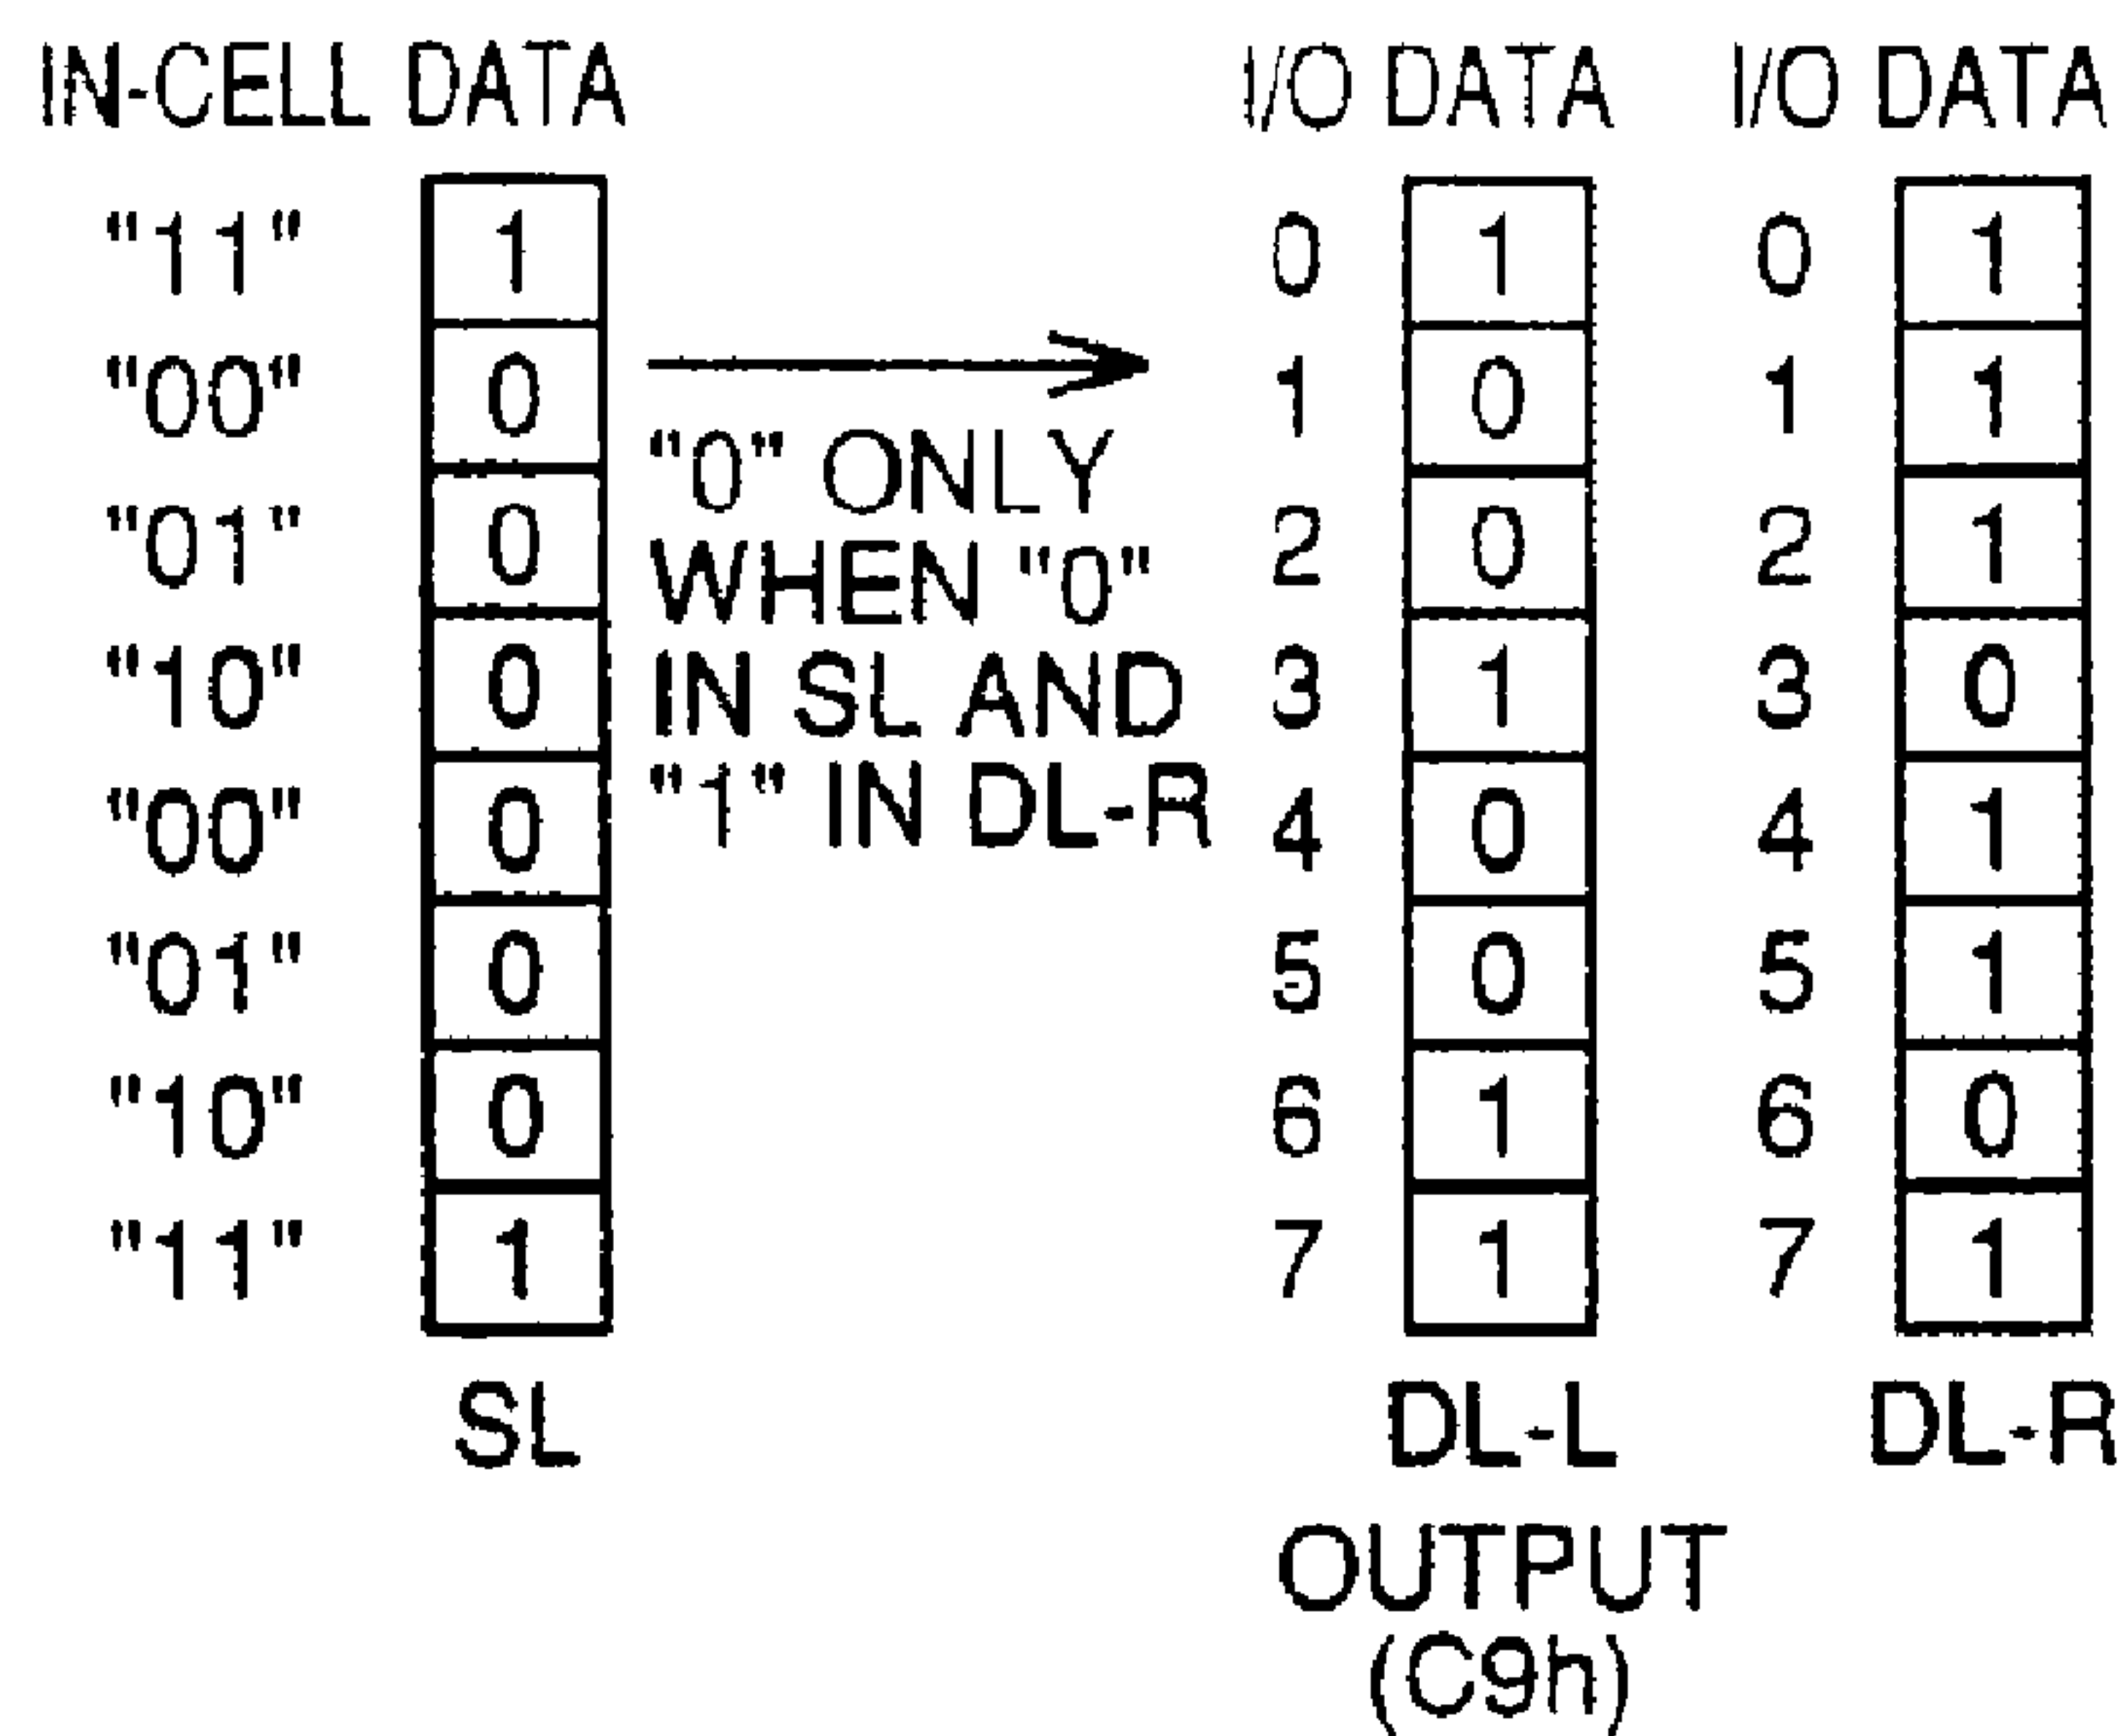 IN-CELL DATA I/O DATA I/O DATA
"11" 1 0 1 0 1
"00" 0 1 0 1 1
"0" ONLY
"01" 0 2 0 2 1
WHEN "0"
"10" 0 IN SL AND 3 1 3 0
"00" 0 "1" IN DL-R 4 0 4 1
"01" 0 5 0 5 1
"10" 0 6 1 6 0
"11" 1 7 1 7 1
SL DL-L DL-R
OUTPUT
(C9h)